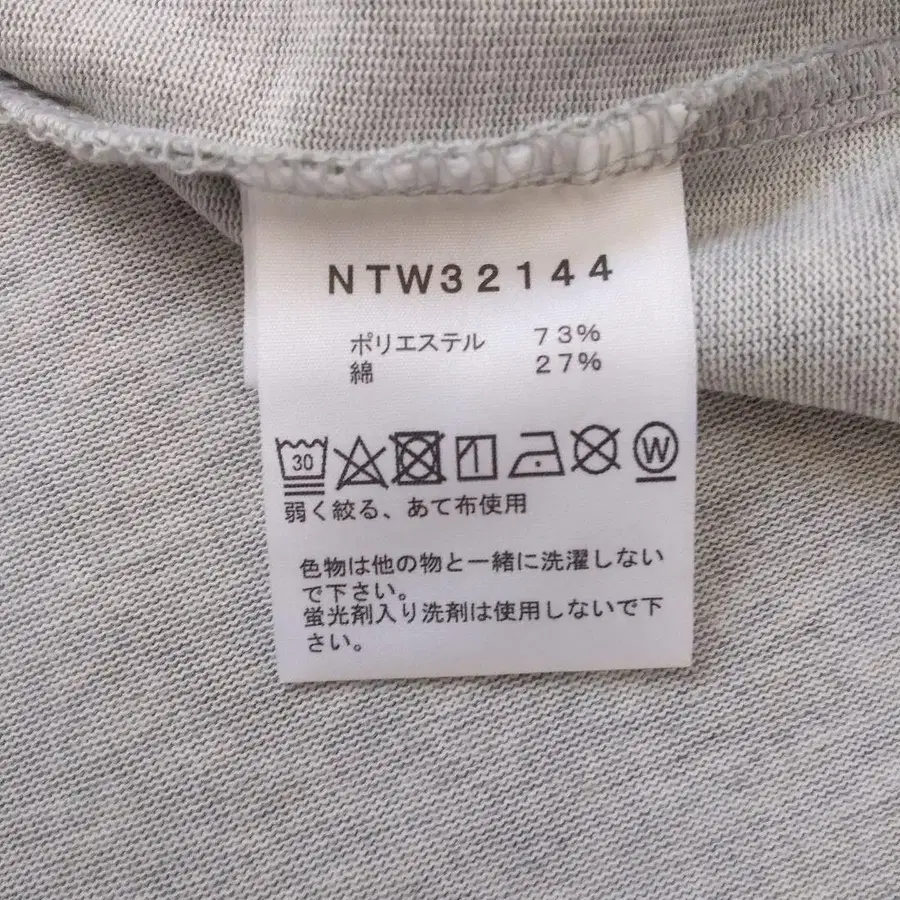 NTW32144
ポリエステル 73%
綿 27%
30 W
弱く絞る、あて布使用
色物は他の物と一緒に洗濯しない
で下さい。
蛍光剤入り洗剤は使用しないで下
さい。